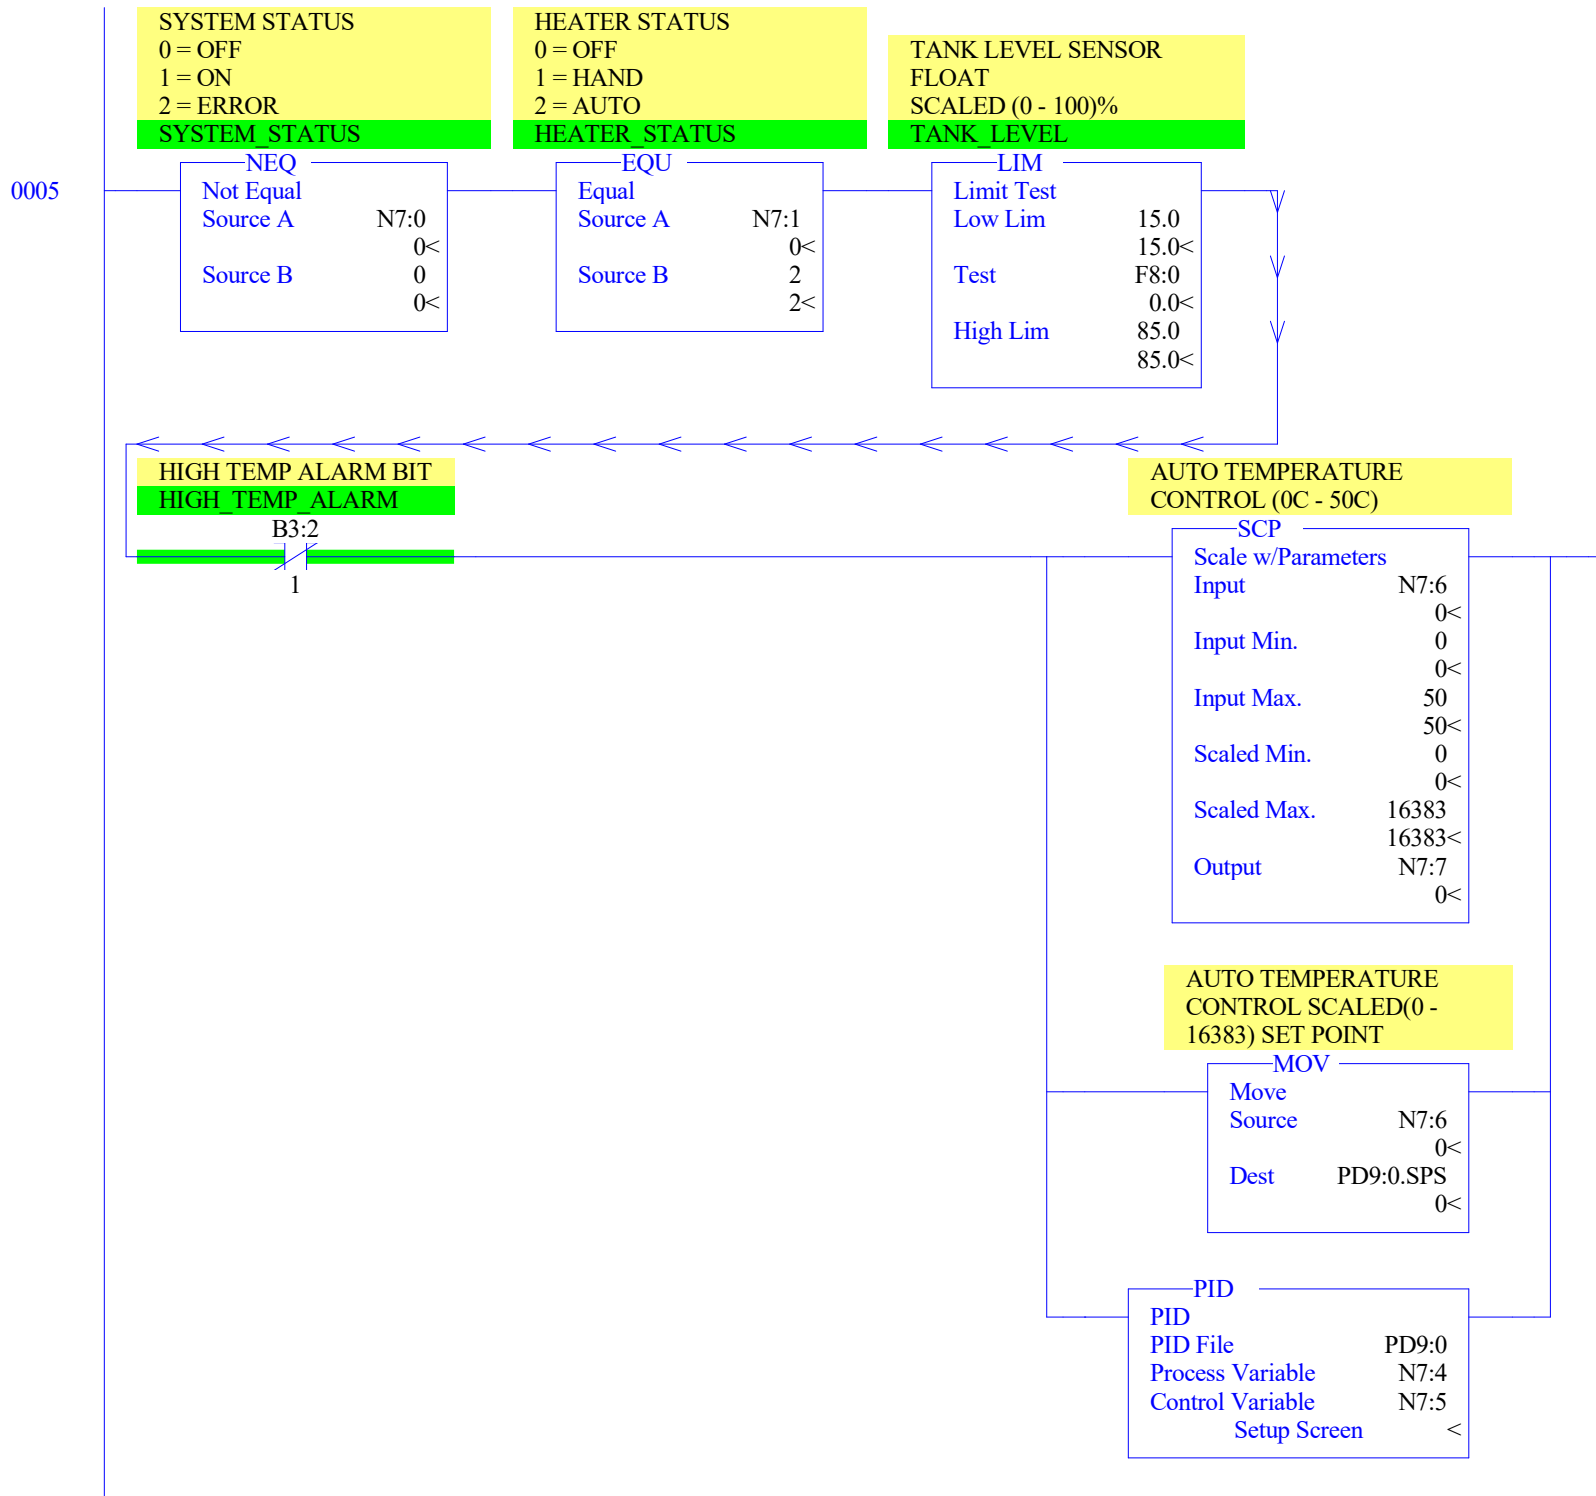 SYSTEM STATUS
0 = OFF
1 = ON
2 = ERROR
SYSTEM_STATUS
HEATER STATUS
0 = OFF
1 = HAND
2 = AUTO
HEATER_STATUS
TANK LEVEL SENSOR
FLOAT
SCALED (0 - 100)%
TANK_LEVEL
0005
NEQ
Not Equal
Source A N7:0
0<
Source B 0
0<
EQU
Equal
Source A N7:1
0<
Source B 2
2<
LIM
Limit Test
Low Lim 15.0
15.0<
Test F8:0
0.0<
High Lim 85.0
85.0<
HIGH TEMP ALARM BIT
HIGH_TEMP_ALARM
B3:2
1
AUTO TEMPERATURE
CONTROL (0C - 50C)
SCP
Scale w/Parameters
Input N7:6
0<
Input Min. 0
0<
Input Max. 50
50<
Scaled Min. 0
0<
Scaled Max. 16383
16383<
Output N7:7
0<
AUTO TEMPERATURE
CONTROL SCALED(0 -
16383) SET POINT
MOV
Move
Source N7:6
0<
Dest PD9:0.SPS
0<
PID
PID
PID File PD9:0
Process Variable N7:4
Control Variable N7:5
Setup Screen <